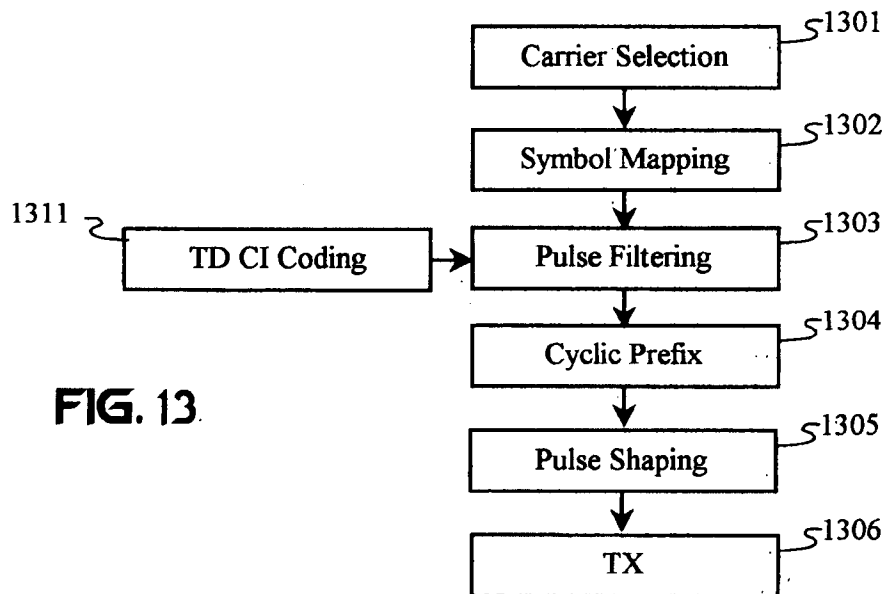 1301
Carrier Selection
1302
Symbol Mapping
1311
1303
TD CI Coding
Pulse Filtering
1304
Cyclic Prefix
FIG. 13
1305
Pulse Shaping
1306
TX